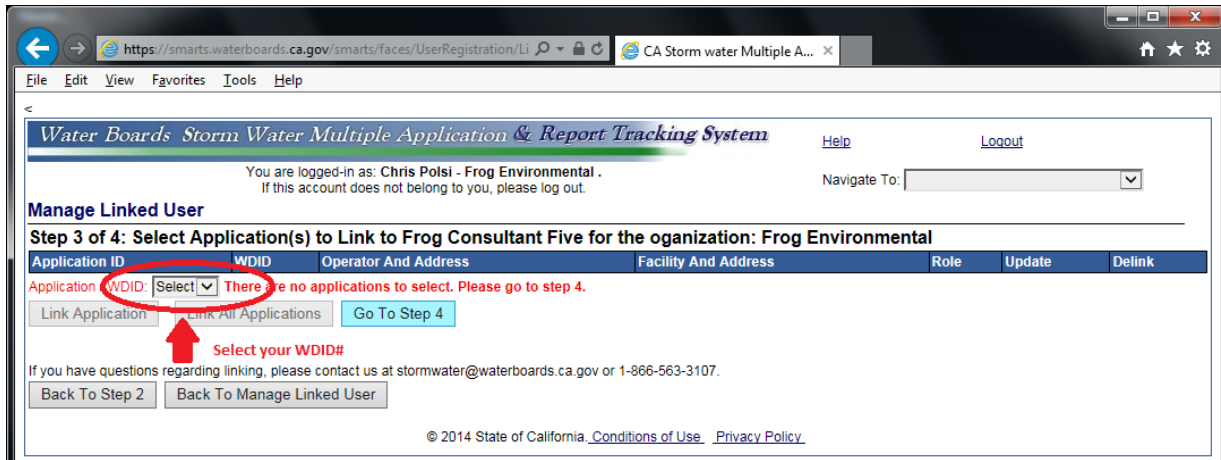 https://smarts.waterboards.ca.gov/smarts/faces/UserRegistration/Li
CA Storm water Multiple A...
File Edit View Favorites Tools Help
<
Water Boards Storm Water Multiple Application & Report Tracking System
Help Logout
You are logged-in as: Chris Polsi - Frog Environmental .
If this account does not belong to you, please log out.
Navigate To:
Manage Linked User
Step 3 of 4: Select Application(s) to Link to Frog Consultant Five for the oganization: Frog Environmental
Application ID WDID Operator And Address Facility And Address Role Update Delink
Application WDID: Select There are no applications to select. Please go to step 4.
Link Application Link All Applications Go To Step 4
Select your WDID#
If you have questions regarding linking, please contact us at stormwater@waterboards.ca.gov or 1-866-563-3107.
Back To Step 2 Back To Manage Linked User
© 2014 State of California. Conditions of Use Privacy Policy